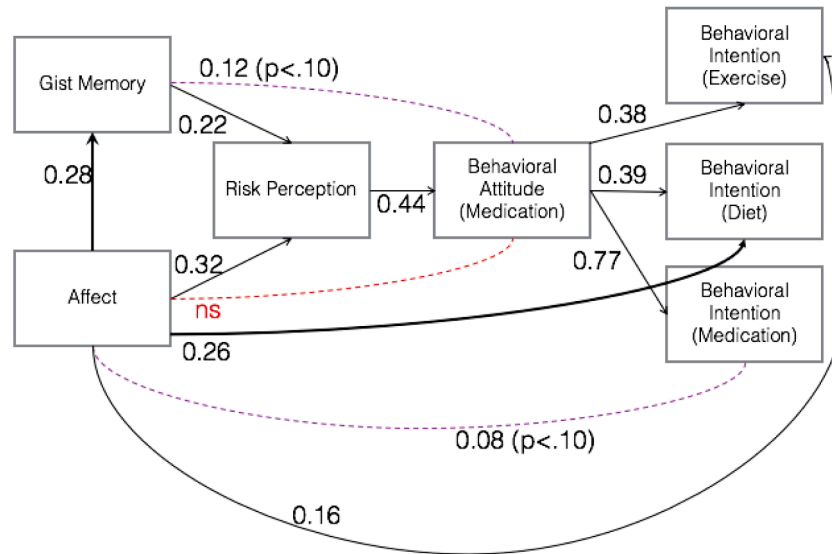 Behavioral
Intention
(Exercise)
0.12 (p<.10)
Gist Memory
0.22
0.38
0.28
Risk Perception
0.44
Behavioral
Attitude
(Medication)
0.39
Behavioral
Intention
(Diet)
0.32
0.77
Affect
ns
0.26
Behavioral
Intention
(Medication)
0.08 (p<.10)
0.16